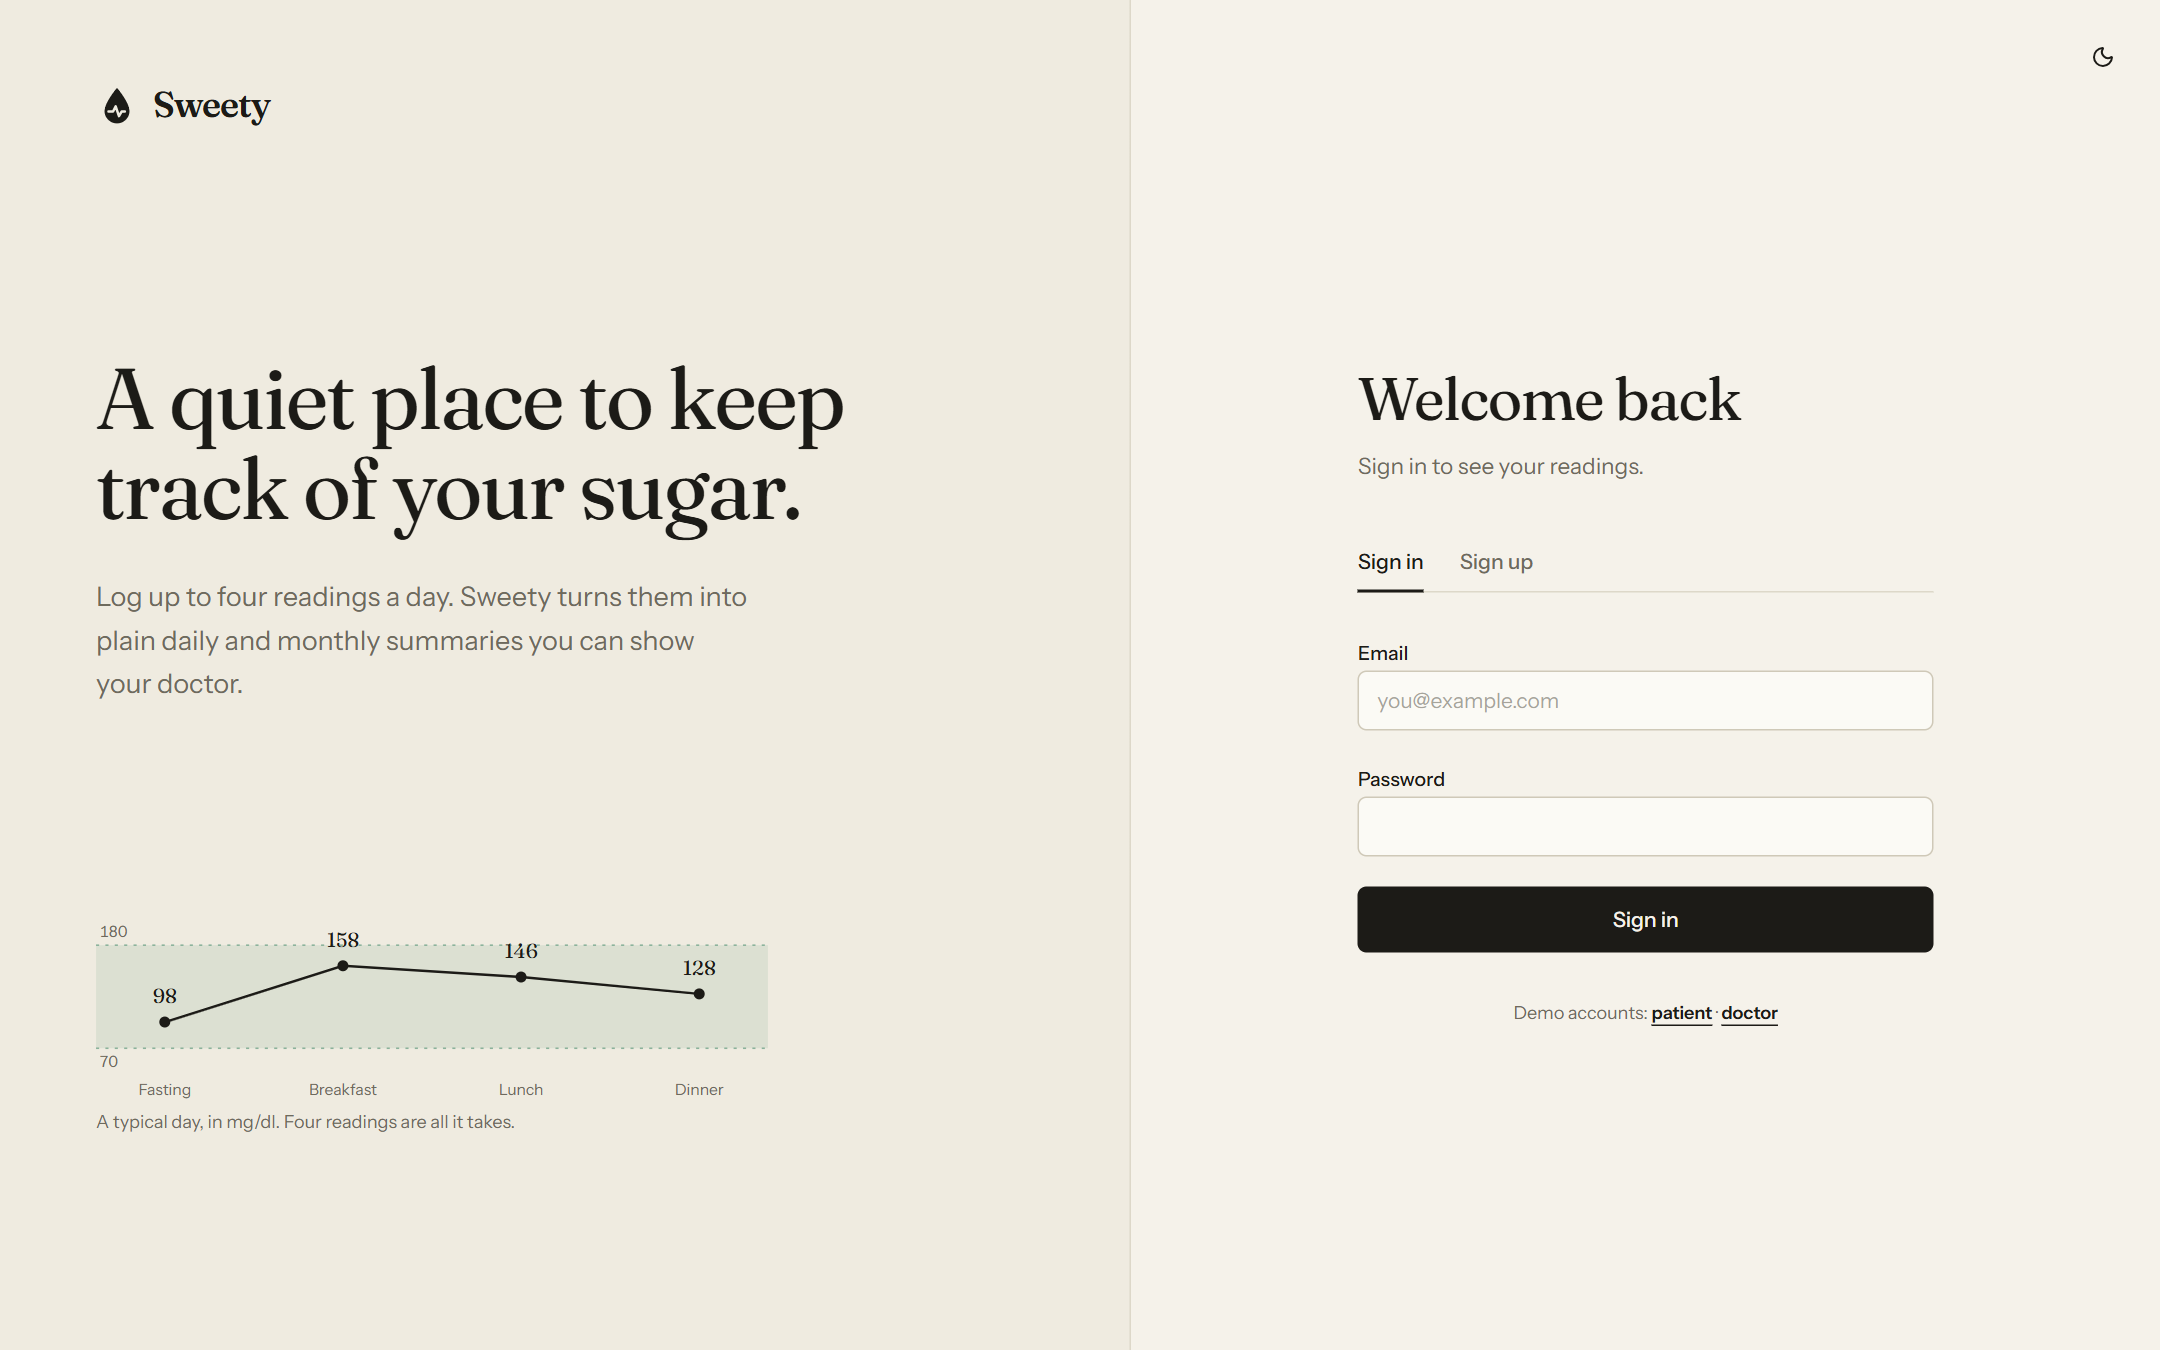 Sweety
A quiet place to keep
track of your sugar.
Log up to four readings a day. Sweety turns them into
plain daily and monthly summaries you can show
your doctor.
180
98
158
146
128
70
Fasting Breakfast Lunch Dinner
A typical day, in mg/dl. Four readings are all it takes.
Welcome back
Sign in to see your readings.
Sign in Sign up
Email
you@example.com
Password
Sign in
Demo accounts: patient · doctor